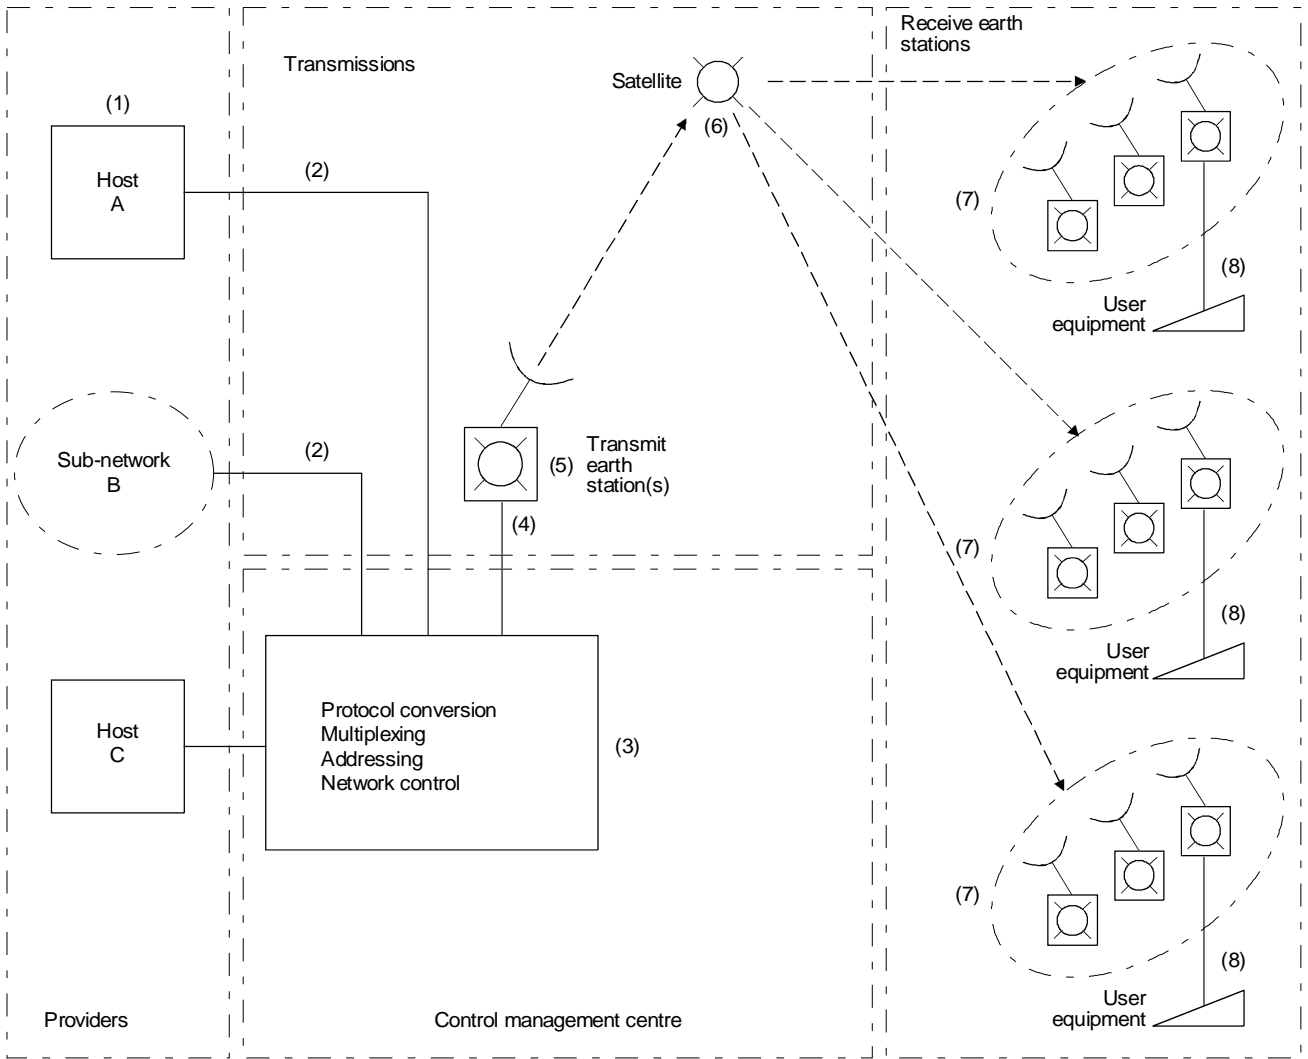 Receive earth
stations
Transmissions
Satellite
(6)
(1)
Host
A
(2)
(7)
(8)
User
equipment
Sub-network
B
(2)
Transmit
earth
station(s)
(5)
(4)
(7)
(8)
User
equipment
Host
C
Protocol conversion
Multiplexing
Addressing
Network control
(3)
(7)
(8)
User
equipment
Providers
Control management centre